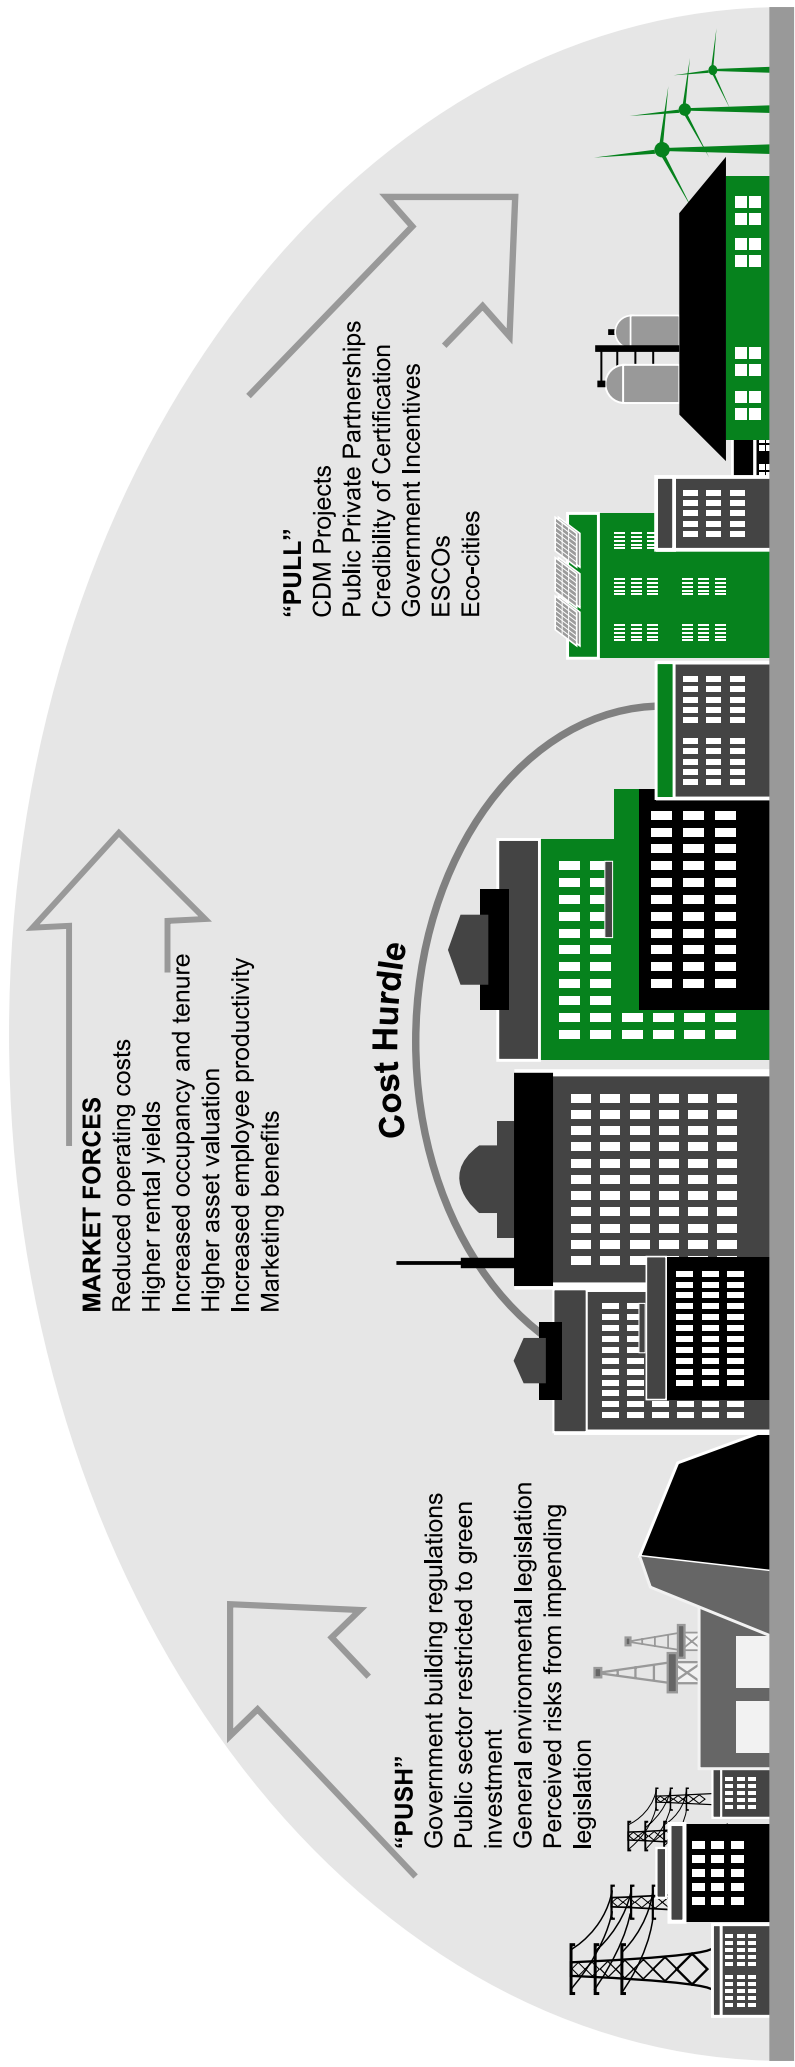 “PUSH”
Government building regulations
Public sector restricted to green
investment
General environmental legislation
Perceived risks from impending
legislation
MARKET FORCES
Reduced operating costs
Higher rental yields
Increased occupancy and tenure
Higher asset valuation
Increased employee productivity
Marketing benefits
Cost Hurdle
“PULL”
CDM Projects
Public Private Partnerships
Credibility of Certification
Government Incentives
ESCOs
Eco-cities